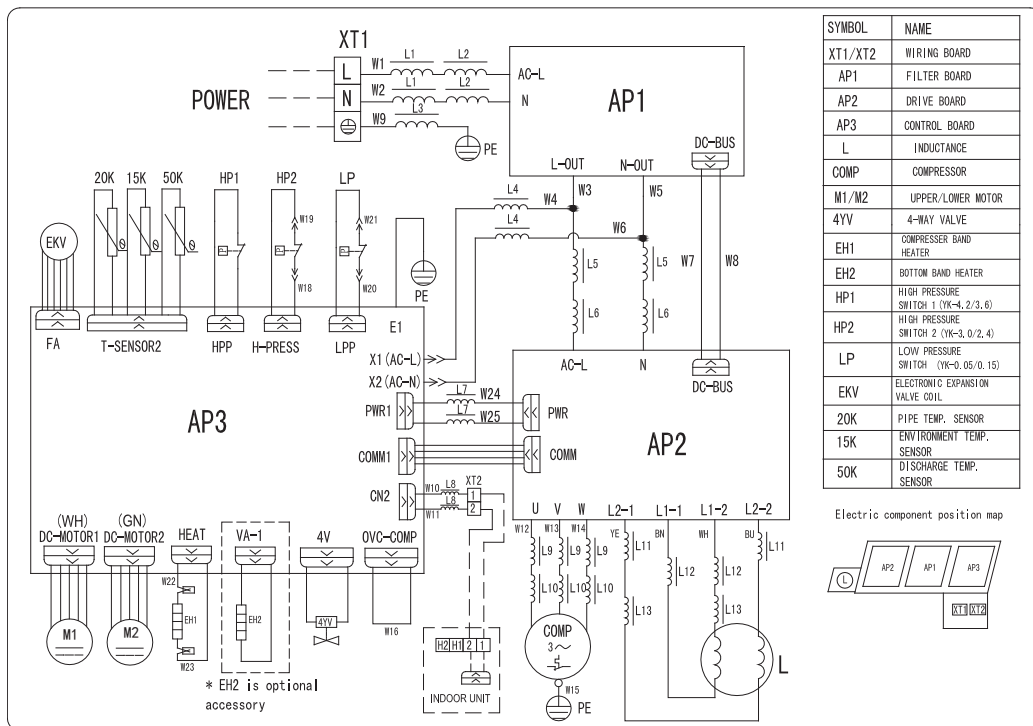 XT1
POWER
L
N
W1
L1
L2
W2
L1
L2
W9
L3
PE
AC-L
N
AP1
DC-BUS
L-OUT
N-OUT
W3
W5
L4
W4
L4
W6
W7
W8
L5
L5
L6
L6
20K
15K
50K
HP1
HP2
LP
EKV
θ
θ
θ
P
P
P
W19
W18
W21
W20
PE
FA
T-SENSOR2
HPP
H-PRESS
LPP
E1
X1(AC-L)
X2(AC-N)
AP3
PWR1
L7
W24
L7
W25
PWR
COMM1
COMM
CN2
W10
L8
W11
L8
XT2
1
2
AC-L
N
DC-BUS
AP2
U
V
W
L2-1
L1-1
L1-2
L2-2
W12
W13
W14
YE
BN
WH
BU
L9
L9
L9
L10
L10
L10
L11
L12
L12
L11
L13
L13
COMP
3~
W15
PE
L
(WH)
DC-MOTOR1
(GN)
DC-MOTOR2
HEAT
VA-1
4V
OVC-COMP
M1
M2
W22
EH1
W23
EH2
4YV
W16
* EH2 is optional
accessory
H2 H1 2 1
INDOOR UNIT
SYMBOL NAME
XT1/XT2 WIRING BOARD
AP1 FILTER BOARD
AP2 DRIVE BOARD
AP3 CONTROL BOARD
L INDUCTANCE
COMP COMPRESSOR
M1/M2 UPPER/LOWER MOTOR
4YV 4-WAY VALVE
EH1 COMPRESSER BAND
HEATER
EH2 BOTTOM BAND HEATER
HP1 HIGH PRESSURE
SWITCH 1 (YK-4.2/3.6)
HP2 HIGH PRESSURE
SWITCH 2 (YK-3.0/2.4)
LP LOW PRESSURE
SWITCH (YK-0.05/0.15)
EKV ELECTRONIC EXPANSION
VALVE COIL
20K PIPE TEMP. SENSOR
15K ENVIRONMENT TEMP.
SENSOR
50K DISCHARGE TEMP.
SENSOR
Electric component position map
L
AP2
AP1
AP3
XT1 XT2